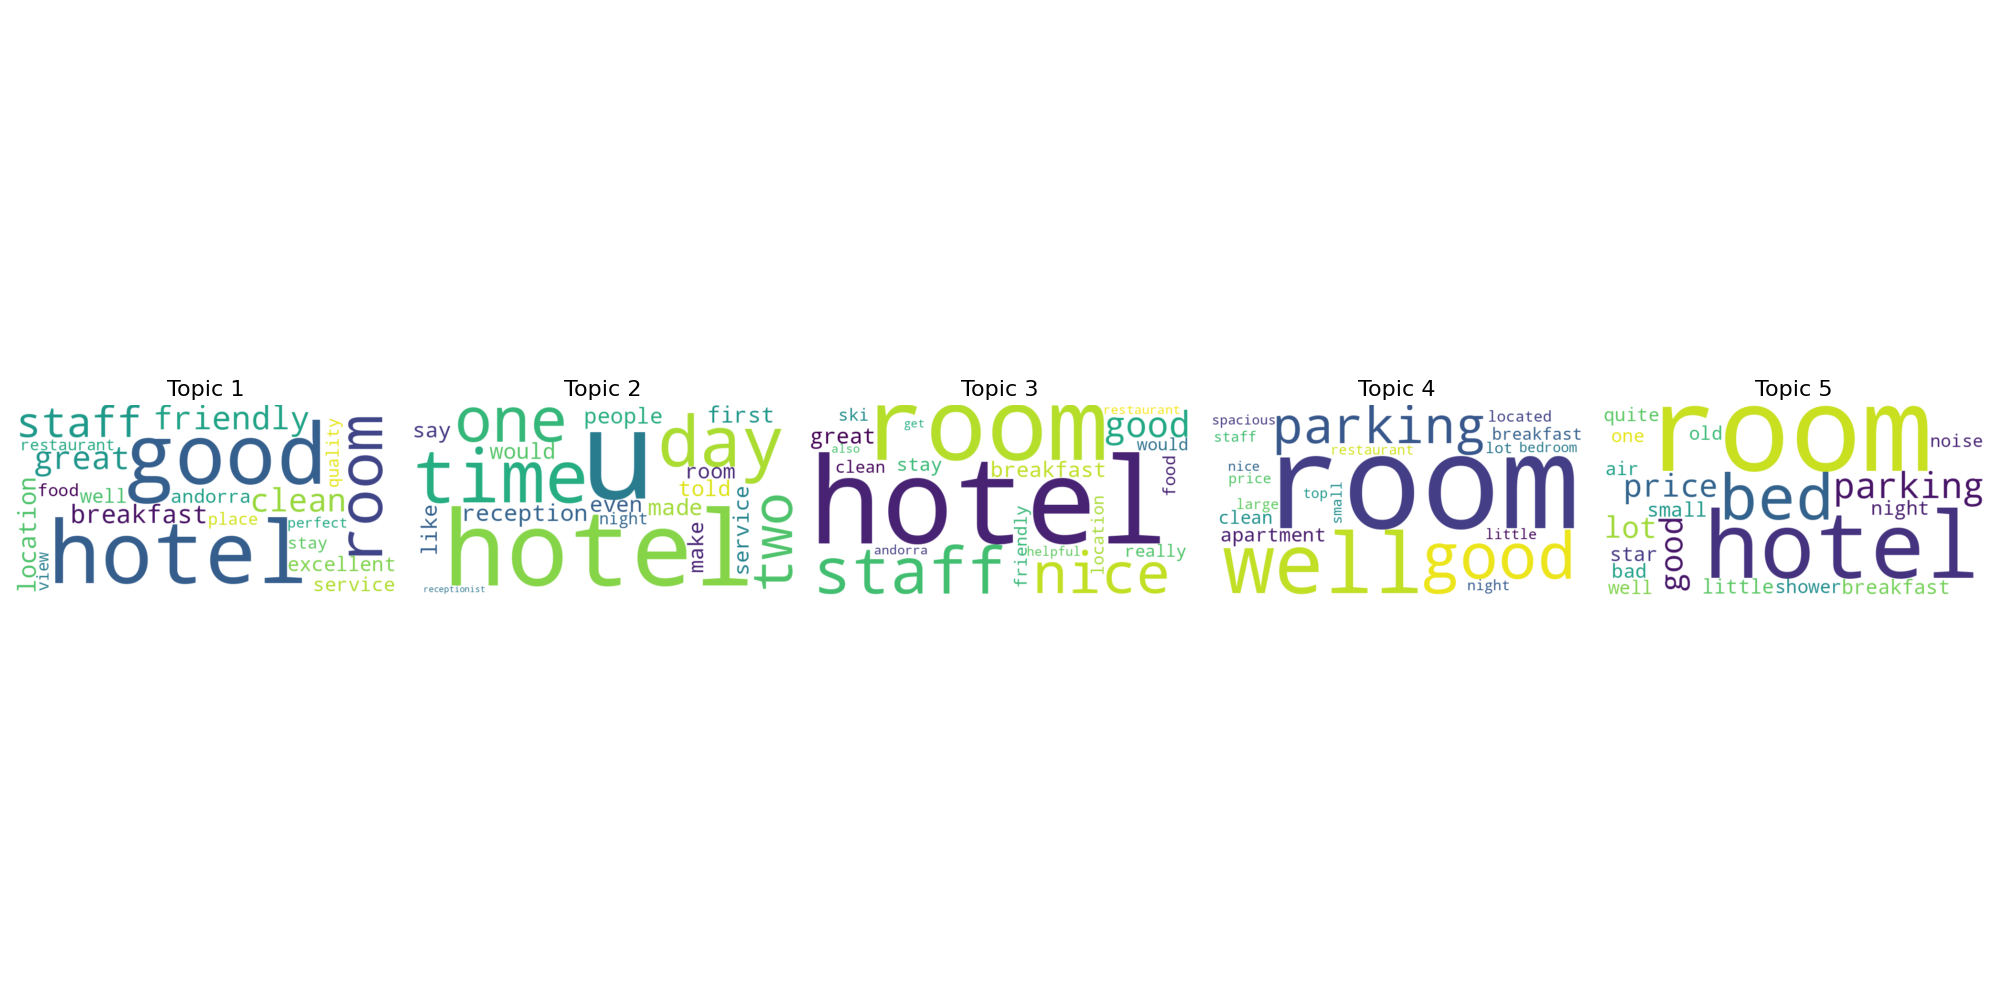 Topic 1
staff friendly
restaurant
great good quality room
food well andorra clean
location breakfast place perfect
view hotel stay
excellent
service
Topic 2
say one people first
would day
time u room
told
like reception even made
night make service two
hotel
receptionist
Topic 3
ski room restaurant
get good
great also would
clean stay breakfast food
hotel
andorra friendly helpful location really
staff nice
Topic 4
spacious parking located
staff breakfast
restaurant lot bedroom
nice room
price
top small
large
clean
apartment little
well good
night
Topic 5
quite room
one old noise
air
price bed parking
small night
lot good hotel
star
bad
well little shower breakfast